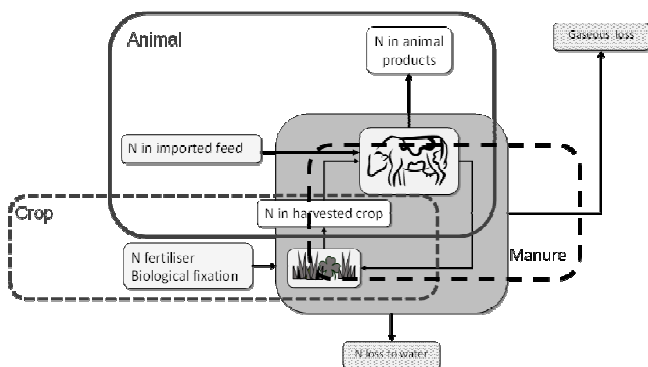 Animal
N in animal
products
Gaseous loss
N in imported feed
Crop
N in harvested crop
N fertiliser
Biological fixation
Manure
N loss to water